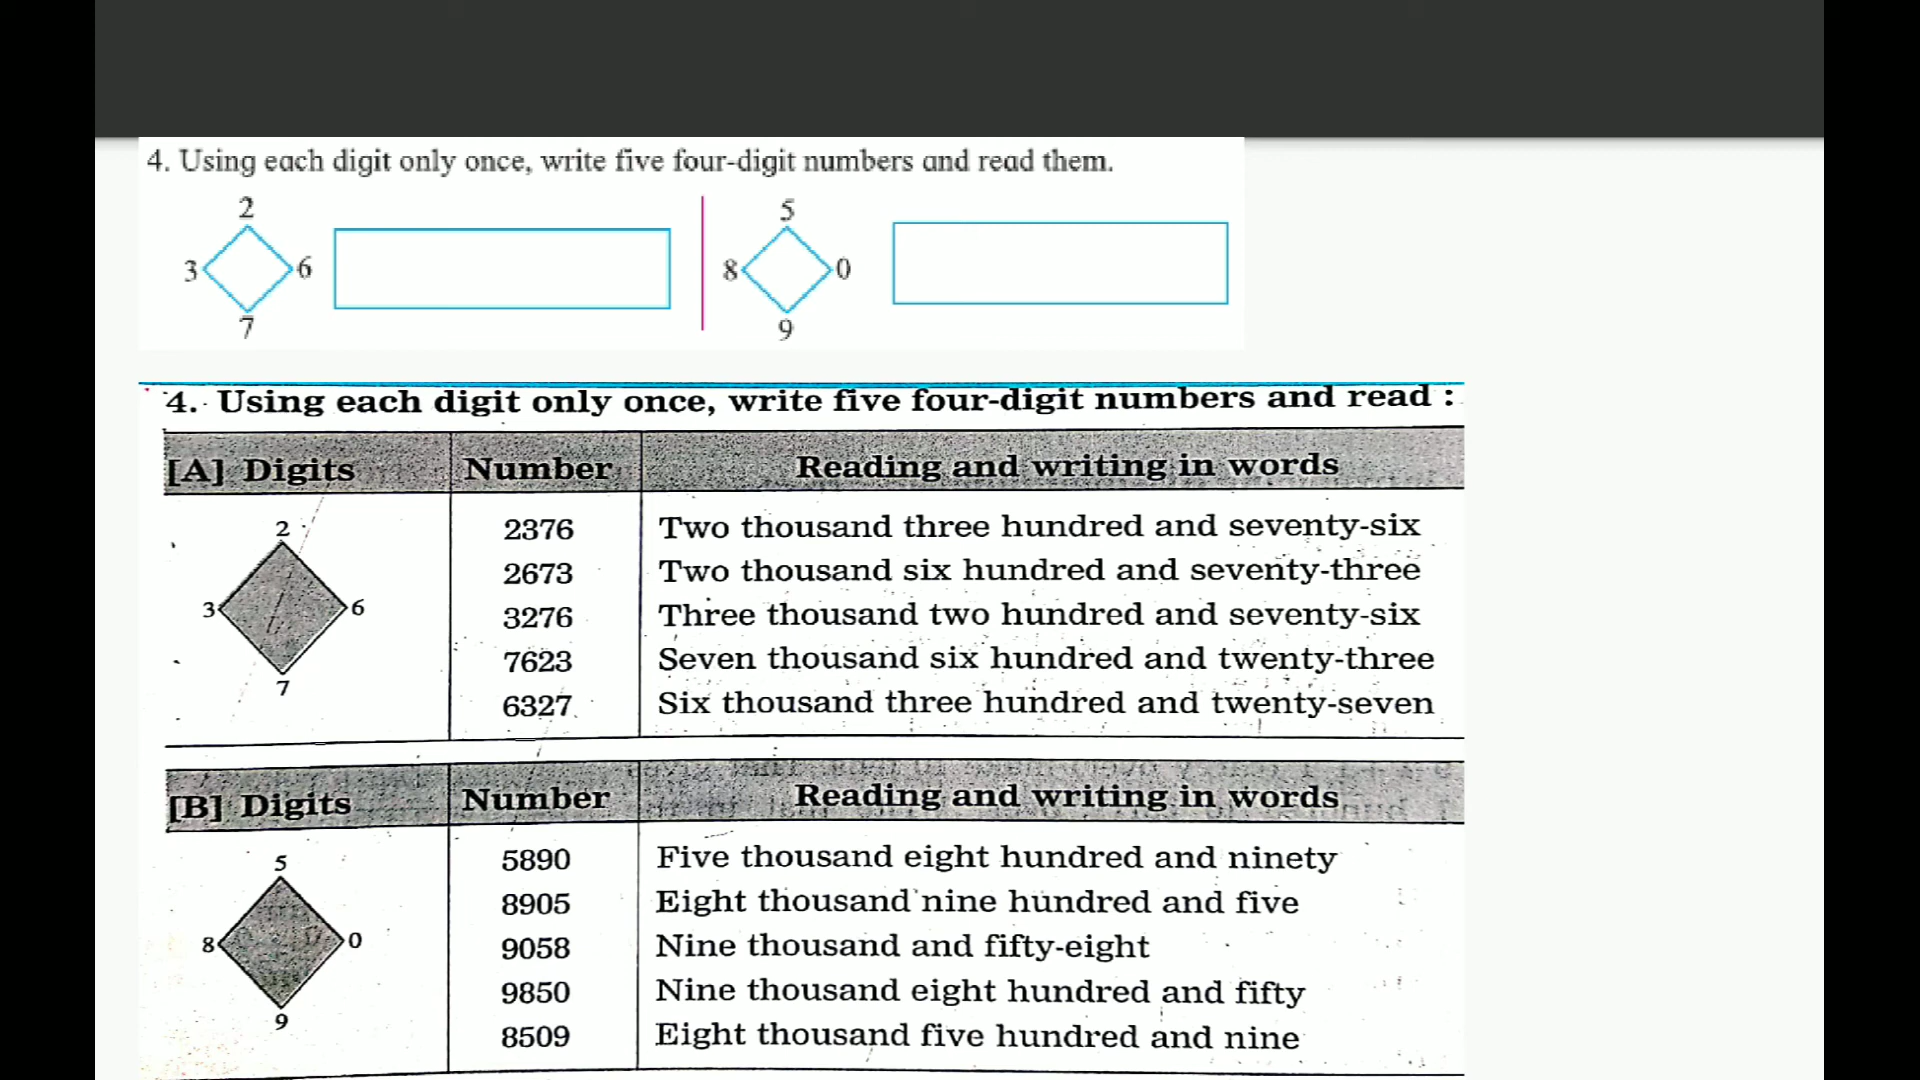 4. Using each digit only once, write five four-digit numbers and read them.
2
3 6
7
5
8 0
9
4. Using each digit only once, write five four-digit numbers and read :
[A] Digits Number Reading and writing in words
2
3 6
7
2376 Two thousand three hundred and seventy-six
2673 Two thousand six hundred and seventy-three
3276 Three thousand two hundred and seventy-six
7623 Seven thousand six hundred and twenty-three
6327 Six thousand three hundred and twenty-seven
[B] Digits Number Reading and writing in words
5
8 0
9
5890 Five thousand eight hundred and ninety
8905 Eight thousand nine hundred and five
9058 Nine thousand and fifty-eight
9850 Nine thousand eight hundred and fifty
8509 Eight thousand five hundred and nine